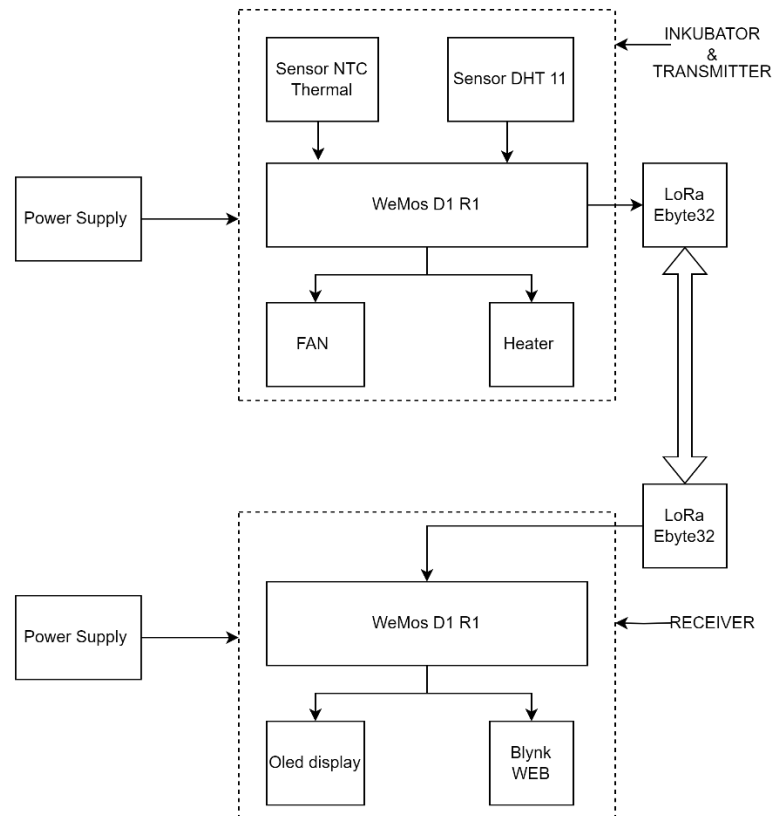 INKUBATOR
&
TRANSMITTER
Sensor NTC
Thermal
Sensor DHT 11
Power Supply
WeMos D1 R1
LoRa
Ebyte32
FAN
Heater
LoRa
Ebyte32
Power Supply
WeMos D1 R1
RECEIVER
Oled display
Blynk
WEB